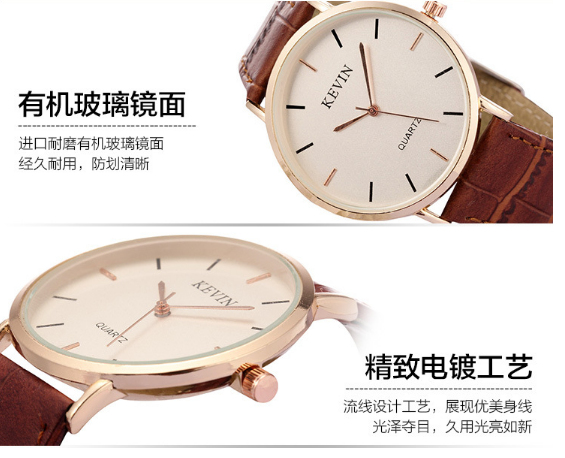 有机玻璃镜面
进口耐磨有机玻璃镜面
经久耐用，防划清晰
KEVIN
QUARTZ
KEVIN
QUARTZ
精致电镀工艺
流线设计工艺，展现优美身线
光泽夺目，久用光亮如新